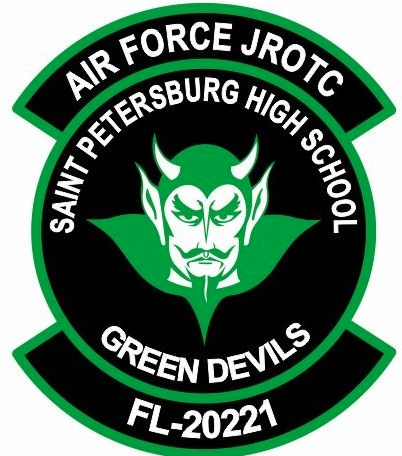 AIR FORCE JROTC
SAINT PETERSBURG HIGH SCHOOL
GREEN DEVILS
FL-20221